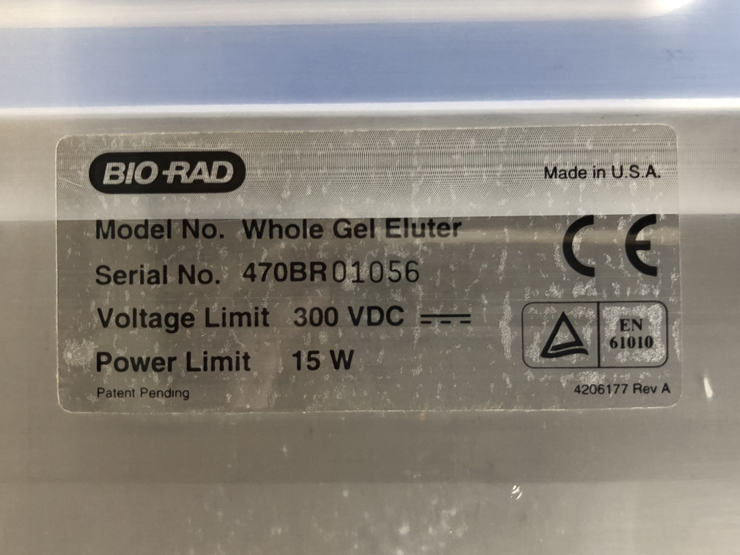 BIO-RAD
Made in U.S.A.
Model No. Whole Gel Eluter
Serial No. 470BR01056
Voltage Limit 300 VDC
Power Limit 15 W
EN
61010
Patent Pending
4206177 Rev A
CE